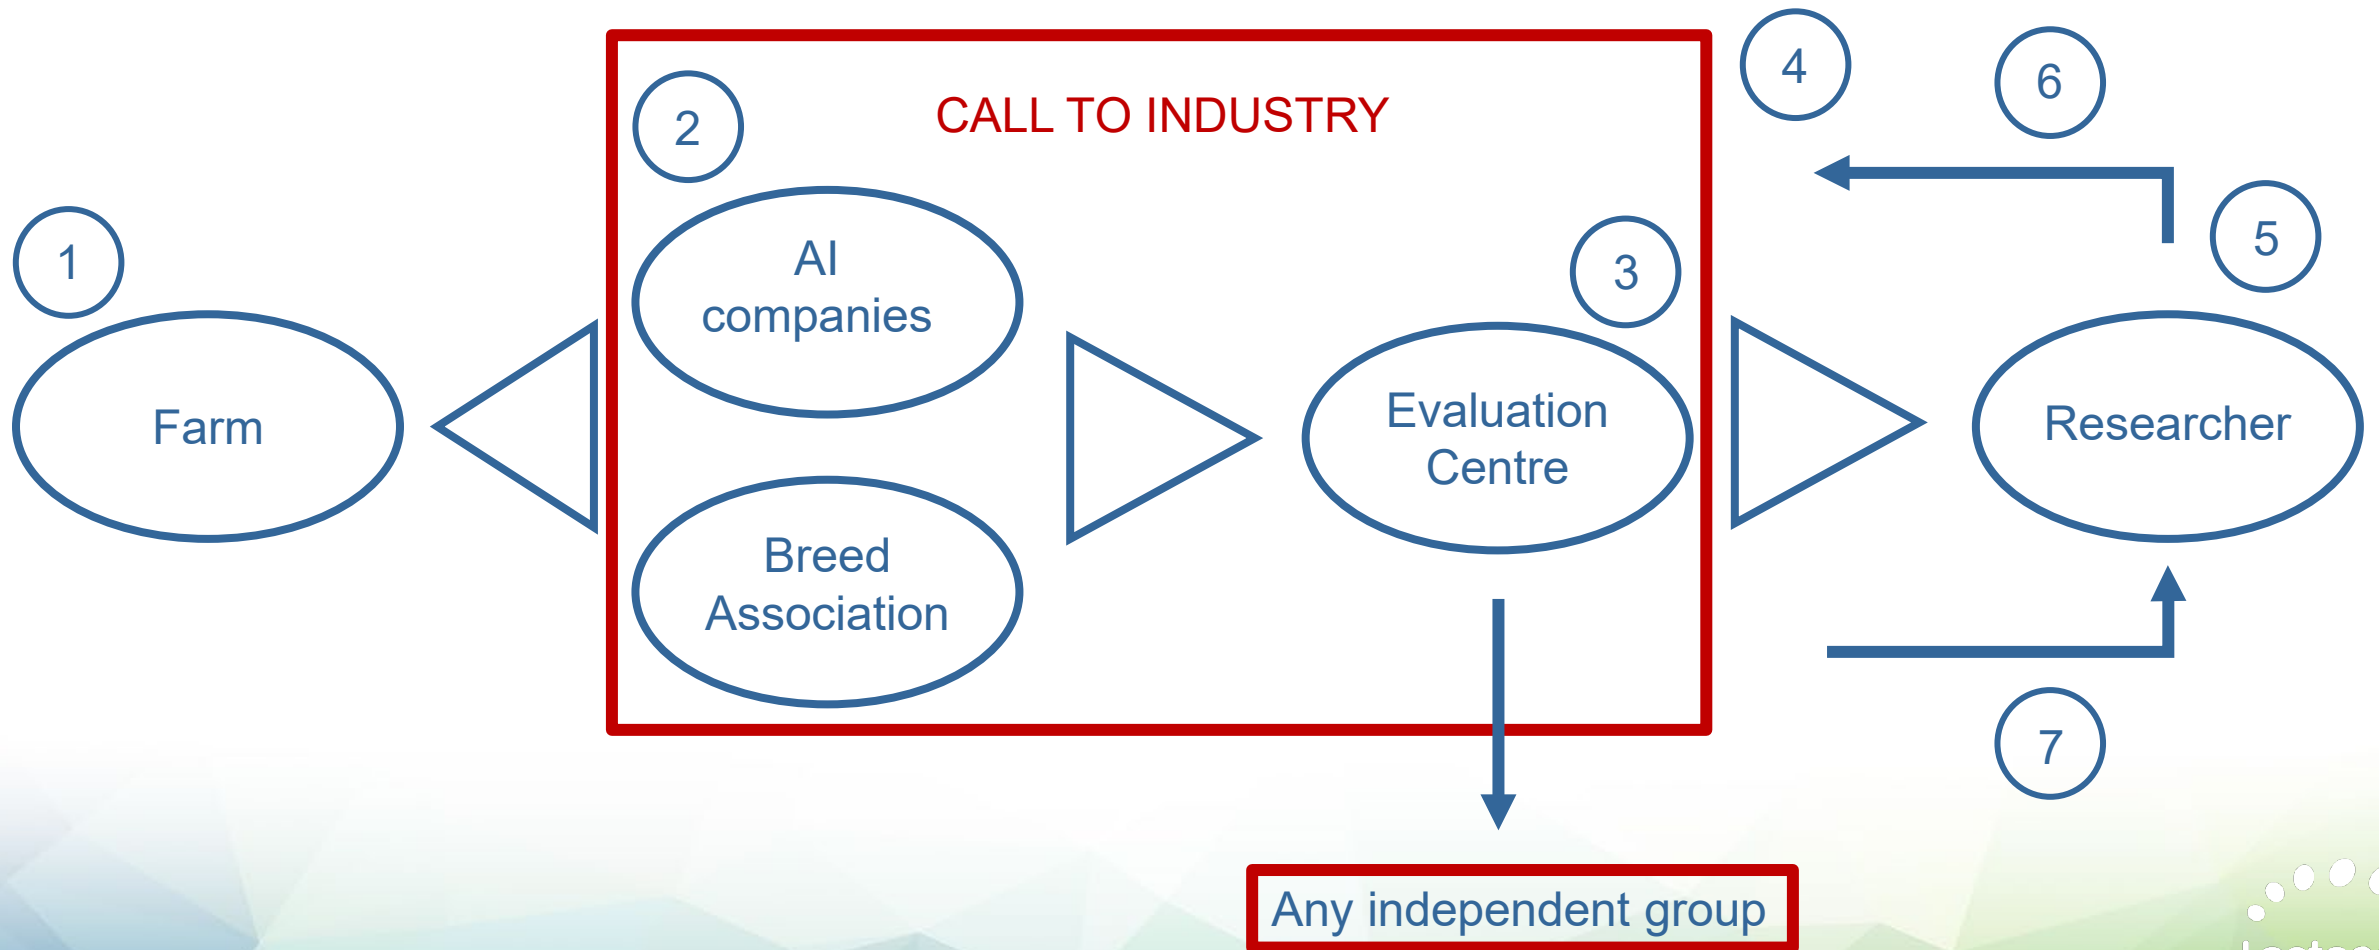 1
2
CALL TO INDUSTRY
3
4
6
5
7
Farm
AI
companies
Breed
Association
Evaluation
Centre
Researcher
Any independent group